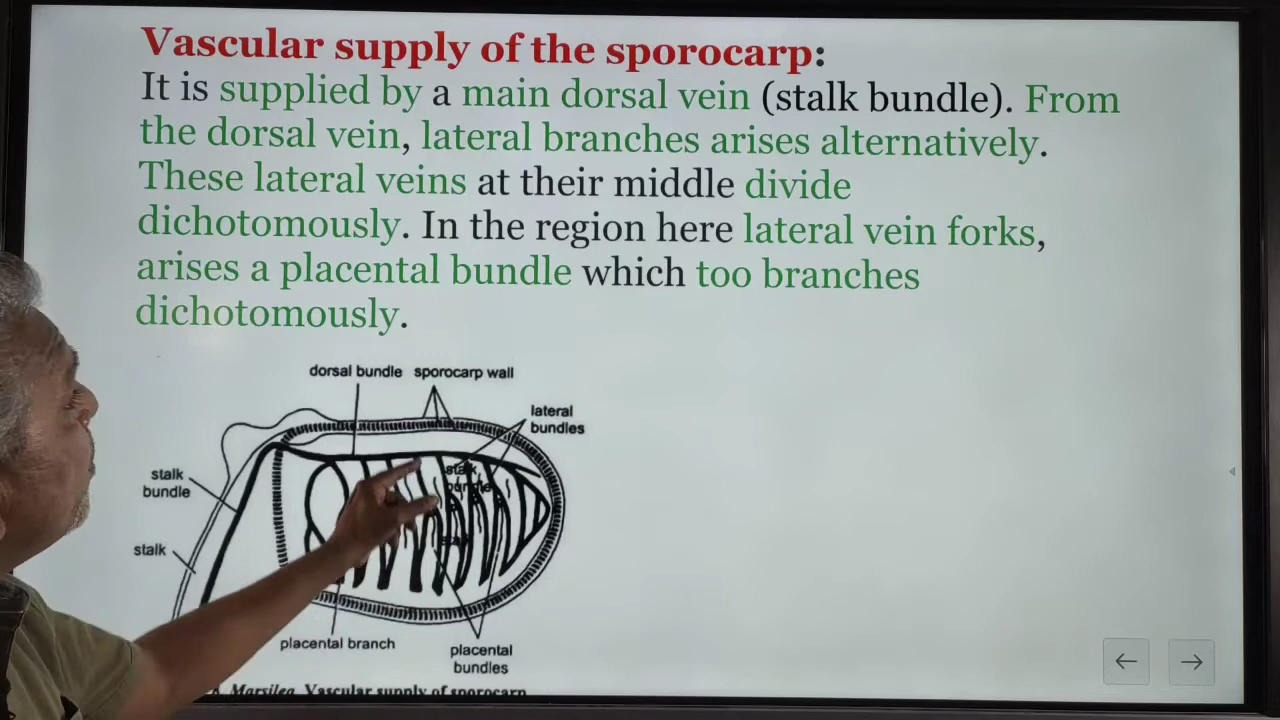 Vascular supply of the sporocarp:
It is supplied by a main dorsal vein (stalk bundle). From
the dorsal vein, lateral branches arises alternatively.
These lateral veins at their middle divide
dichotomously. In the region here lateral vein forks,
arises a placental bundle which too branches
dichotomously.
dorsal bundle sporocarp wall
lateral
bundles
stalk
bundle
stalk
bundle
stalk
stalk
placental branch
placental
bundles
Marsilea. Vascular supply of sporocarp
← →